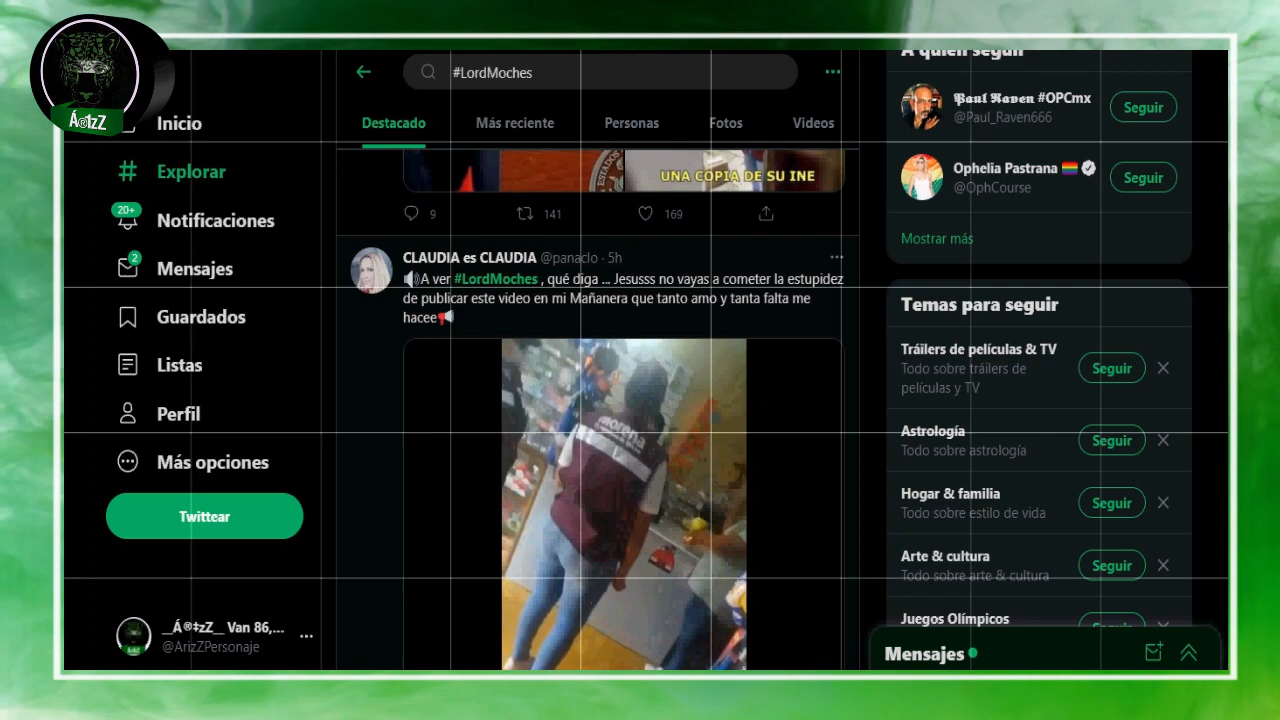 Á®‡zZ
Inicio
Explorar
20+
Notificaciones
2
Mensajes
Guardados
Listas
Perfil
Más opciones
Twittear
__Á®‡zZ__ Van 86,...
@ArizZPersonaje
#LordMoches
Destacado
Más reciente
Personas
Fotos
Videos
UNA COPIA DE SU INE
9
141
169
CLAUDIA es CLAUDIA @panaclo · 5h
A ver #LordMoches , qué diga ... Jesusss no vayas a cometer la estupidez
de publicar este video en mi Mañanera que tanto amo y tanta falta me
hacee
morena
A quién seguir
Paul Raven #OPCmx
@Paul_Raven666
Seguir
Ophelia Pastrana
@OphCourse
Seguir
Mostrar más
Temas para seguir
Tráilers de películas & TV
Todo sobre tráilers de
películas y TV
Seguir
Astrología
Todo sobre astrología
Seguir
Hogar & familia
Todo sobre estilo de vida
Seguir
Arte & cultura
Todo sobre arte & cultura
Seguir
Juegos Olímpicos
Seguir
Mensajes